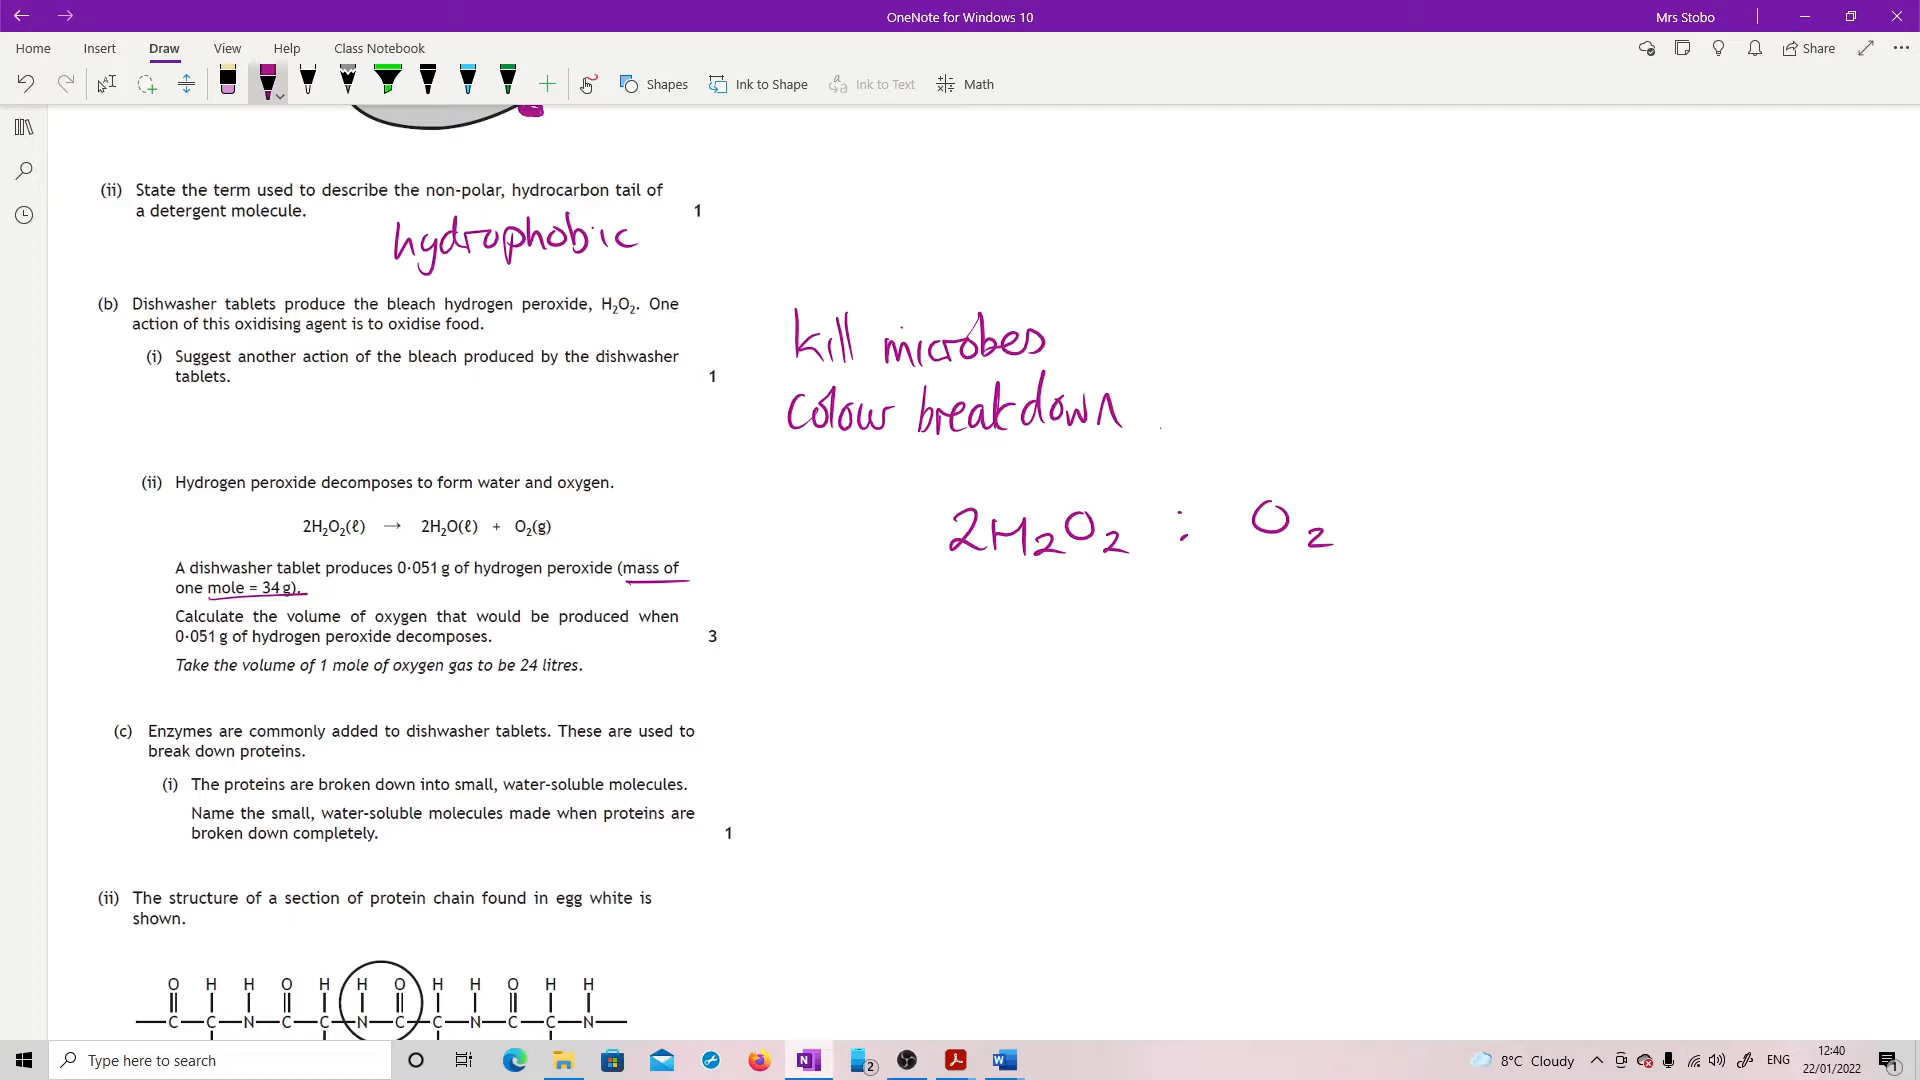 OneNote for Windows 10
Mrs Stobo
Home Insert Draw View Help Class Notebook
Share
Shapes Ink to Shape Ink to Text Math
(ii) State the term used to describe the non-polar, hydrocarbon tail of
a detergent molecule. 1
hydrophobic
(b) Dishwasher tablets produce the bleach hydrogen peroxide, H₂O₂. One
action of this oxidising agent is to oxidise food.
(i) Suggest another action of the bleach produced by the dishwasher
tablets. 1
kill microbes
colour breakdown
(ii) Hydrogen peroxide decomposes to form water and oxygen.
2H₂O₂(ℓ) → 2H₂O(ℓ) + O₂(g)
2H₂O₂ : O₂
A dishwasher tablet produces 0·051 g of hydrogen peroxide (mass of
one mole = 34 g).
Calculate the volume of oxygen that would be produced when
0·051 g of hydrogen peroxide decomposes. 3
Take the volume of 1 mole of oxygen gas to be 24 litres.
(c) Enzymes are commonly added to dishwasher tablets. These are used to
break down proteins.
(i) The proteins are broken down into small, water-soluble molecules.
Name the small, water-soluble molecules made when proteins are
broken down completely. 1
(ii) The structure of a section of protein chain found in egg white is
shown.
O H H O H H O H H O H H
C C N C C N C C N C C N
Type here to search
2
8°C Cloudy
ENG
12:40
22/01/2022
1